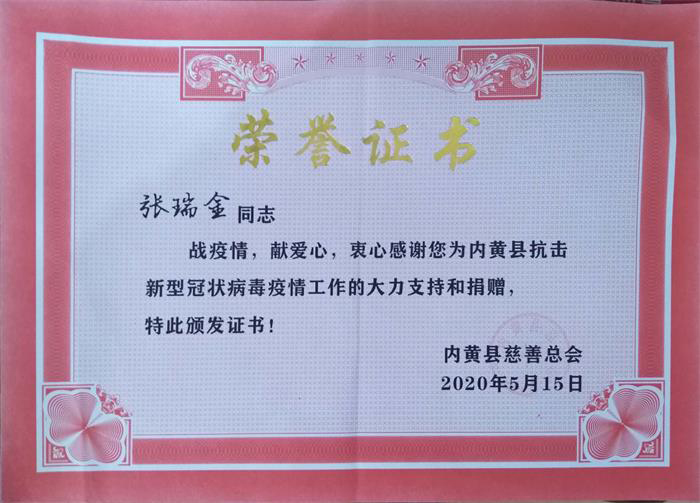 荣誉证书
张瑞金 同志
战疫情，献爱心，衷心感谢您为内黄县抗击
新型冠状病毒疫情工作的大力支持和捐赠，
特此颁发证书！
内黄县慈善总会
2020年5月15日